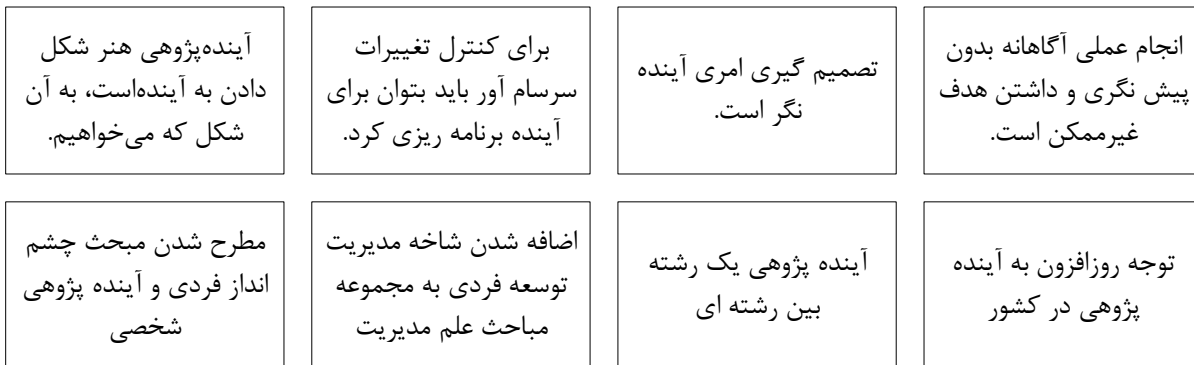 انجام عملی آگاهانه بدون
پیش نگری و داشتن هدف
غیرممکن است.
تصمیم گیری امری آینده
نگر است.
برای کنترل تغییرات
سرسام آور باید بتوان برای
آینده برنامه ریزی کرد.
آینده‌پژوهی هنر شکل
دادن به آینده‌است، به آن
شکل که می‌خواهیم.
توجه روزافزون به آینده
پژوهی در کشور
آینده پژوهی یک رشته
بین رشته ای
اضافه شدن شاخه مدیریت
توسعه فردی به مجموعه
مباحث علم مدیریت
مطرح شدن مبحث چشم
انداز فردی و آینده پژوهی
شخصی